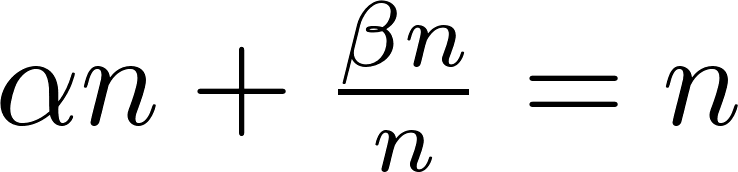 αn + βn/n = n